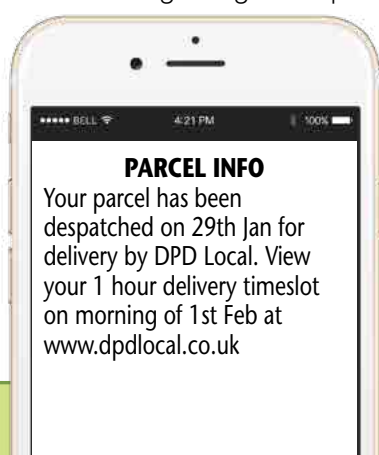 BELL 4:21 PM 100%
PARCEL INFO
Your parcel has been
despatched on 29th Jan for
delivery by DPD Local. View
your 1 hour delivery timeslot
on morning of 1st Feb at
www.dpdlocal.co.uk